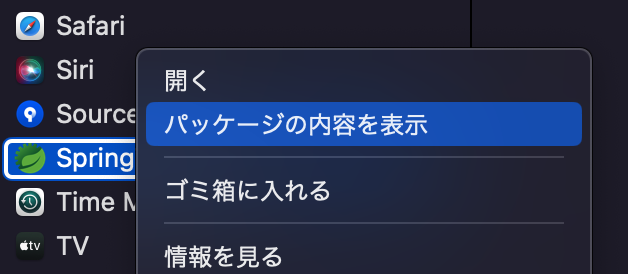 Safari
Siri
Source
Spring
Time M
TV
開く
パッケージの内容を表示
ゴミ箱に入れる
情報を見る